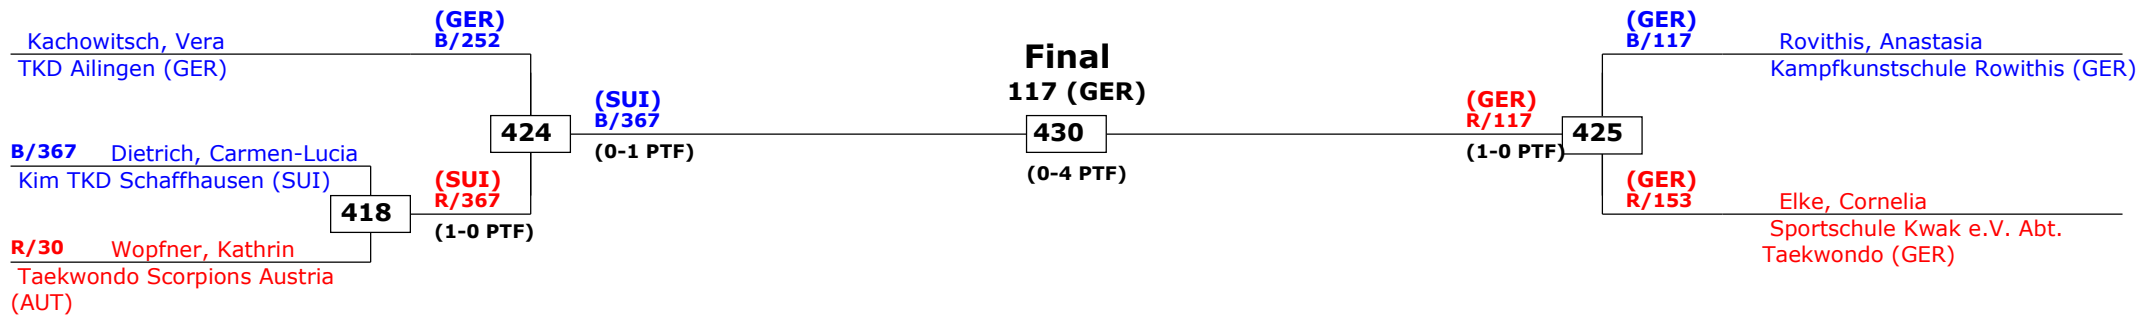 Kachowitsch, Vera
TKD Ailingen (GER)
(GER)
B/252
B/367 Dietrich, Carmen-Lucia
Kim TKD Schaffhausen (SUI)
R/30 Wopfner, Kathrin
Taekwondo Scorpions Austria
(AUT)
418
(SUI)
R/367
(1-0 PTF)
424
(SUI)
B/367
(0-1 PTF)
Final
117 (GER)
430
(0-4 PTF)
(GER)
R/117
(1-0 PTF)
425
(GER)
B/117
Rovithis, Anastasia
Kampfkunstschule Rowithis (GER)
(GER)
R/153
Elke, Cornelia
Sportschule Kwak e.V. Abt.
Taekwondo (GER)